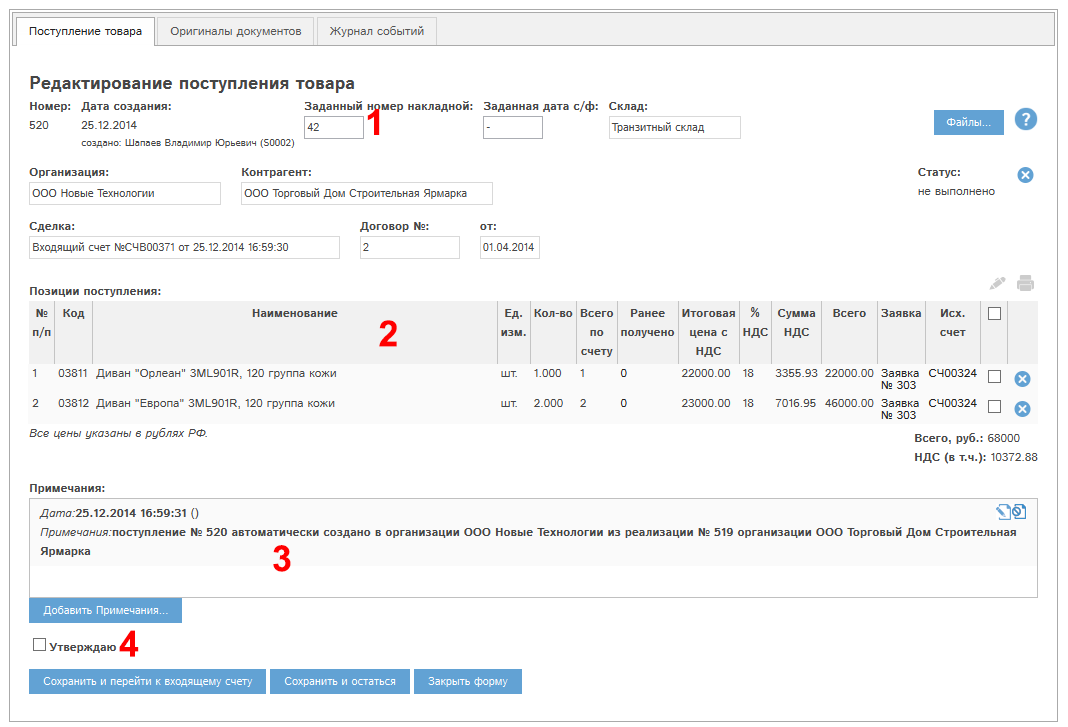 Поступление товара Оригиналы документов Журнал событий
Редактирование поступления товара
Номер: Дата создания: Заданный номер накладной: Заданная дата с/ф: Склад:
520 25.12.2014 42 1 - Транзитный склад Файлы... ?
создано: Шапаев Владимир Юрьевич (S0002)
Организация: Контрагент: Статус:
ООО Новые Технологии ООО Торговый Дом Строительная Ярмарка не выполнено
Сделка: Договор №: от:
Входящий счет №СЧВ00371 от 25.12.2014 16:59:30 2 01.04.2014
Позиции поступления:
№ Код Наименование Ед. Кол-во Всего Ранее Итоговая % Сумма Всего Заявка Исх.
п/п 2 изм. по получено цена с НДС НДС счет
счету НДС
1 03811 Диван "Орлеан" 3ML901R, 120 группа кожи шт. 1.000 1 0 22000.00 18 3355.93 22000.00 Заявка СЧ00324
№ 303
2 03812 Диван "Европа" 3ML901R, 120 группа кожи шт. 2.000 2 0 23000.00 18 7016.95 46000.00 Заявка СЧ00324
№ 303
Все цены указаны в рублях РФ.
Всего, руб.: 68000
НДС (в т.ч.): 10372.88
Примечания:
Дата:25.12.2014 16:59:31 ()
Примечания:поступление № 520 автоматически создано в организации ООО Новые Технологии из реализации № 519 организации ООО Торговый Дом Строительная
Ярмарка
3
Добавить Примечания...
Утверждаю 4
Сохранить и перейти к входящему счету Сохранить и остаться Закрыть форму